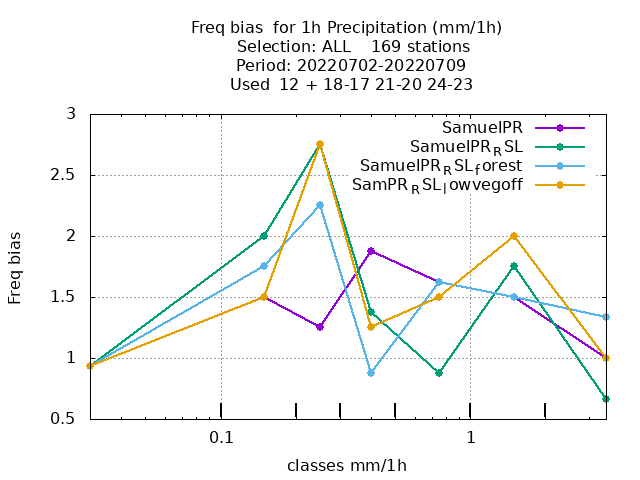 Freq bias  for 1h Precipitation (mm/1h)
Selection: ALL    169 stations
Period: 20220702-20220709
Used  12 + 18-17 21-20 24-23
SamuelPR
SamuelPR_RSL
SamuelPR_RSL_forest
SamPR_RSL_lowvegoff
3
2.5
2
1.5
1
0.5
Freq bias
0.1 1
classes mm/1h